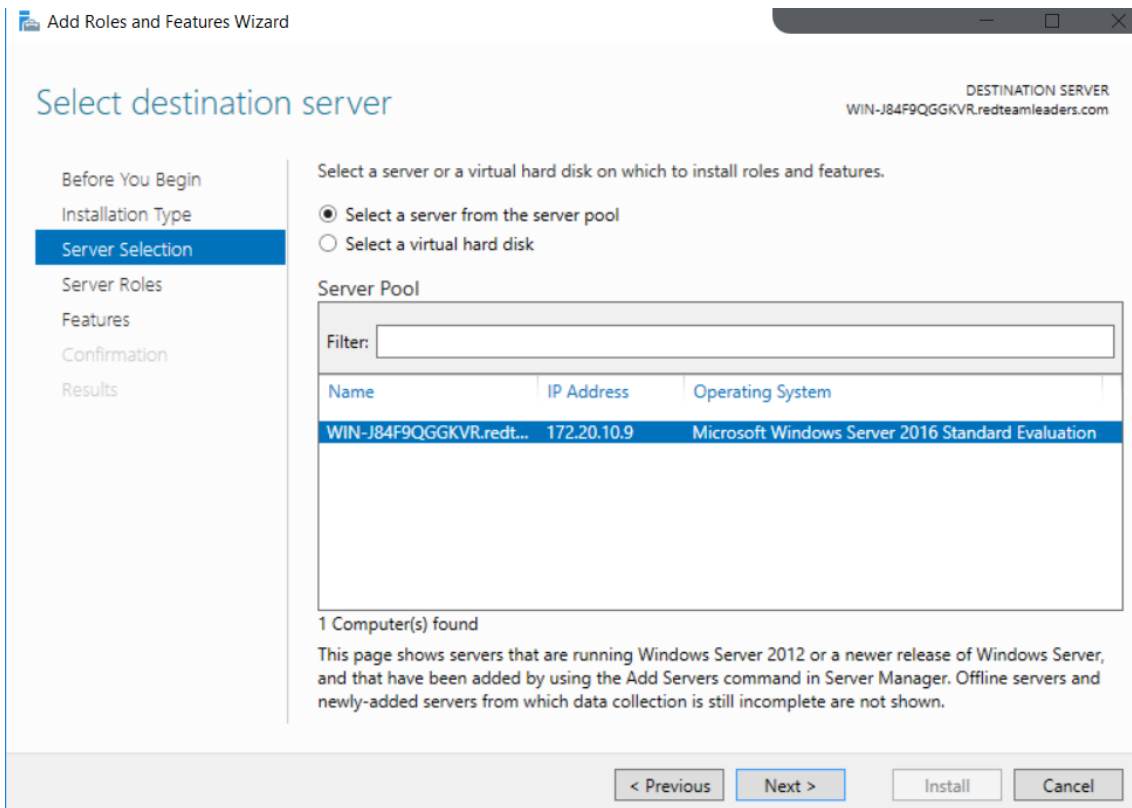 Add Roles and Features Wizard
Select destination server
DESTINATION SERVER
WIN-J84F9QGGKVR.redteamleaders.com
Before You Begin
Installation Type
Server Selection
Server Roles
Features
Confirmation
Results
Select a server or a virtual hard disk on which to install roles and features.
Select a server from the server pool
Select a virtual hard disk
Server Pool
Filter:
Name IP Address Operating System
WIN-J84F9QGGKVR.redt... 172.20.10.9 Microsoft Windows Server 2016 Standard Evaluation
1 Computer(s) found
This page shows servers that are running Windows Server 2012 or a newer release of Windows Server,
and that have been added by using the Add Servers command in Server Manager. Offline servers and
newly-added servers from which data collection is still incomplete are not shown.
< Previous Next > Install Cancel